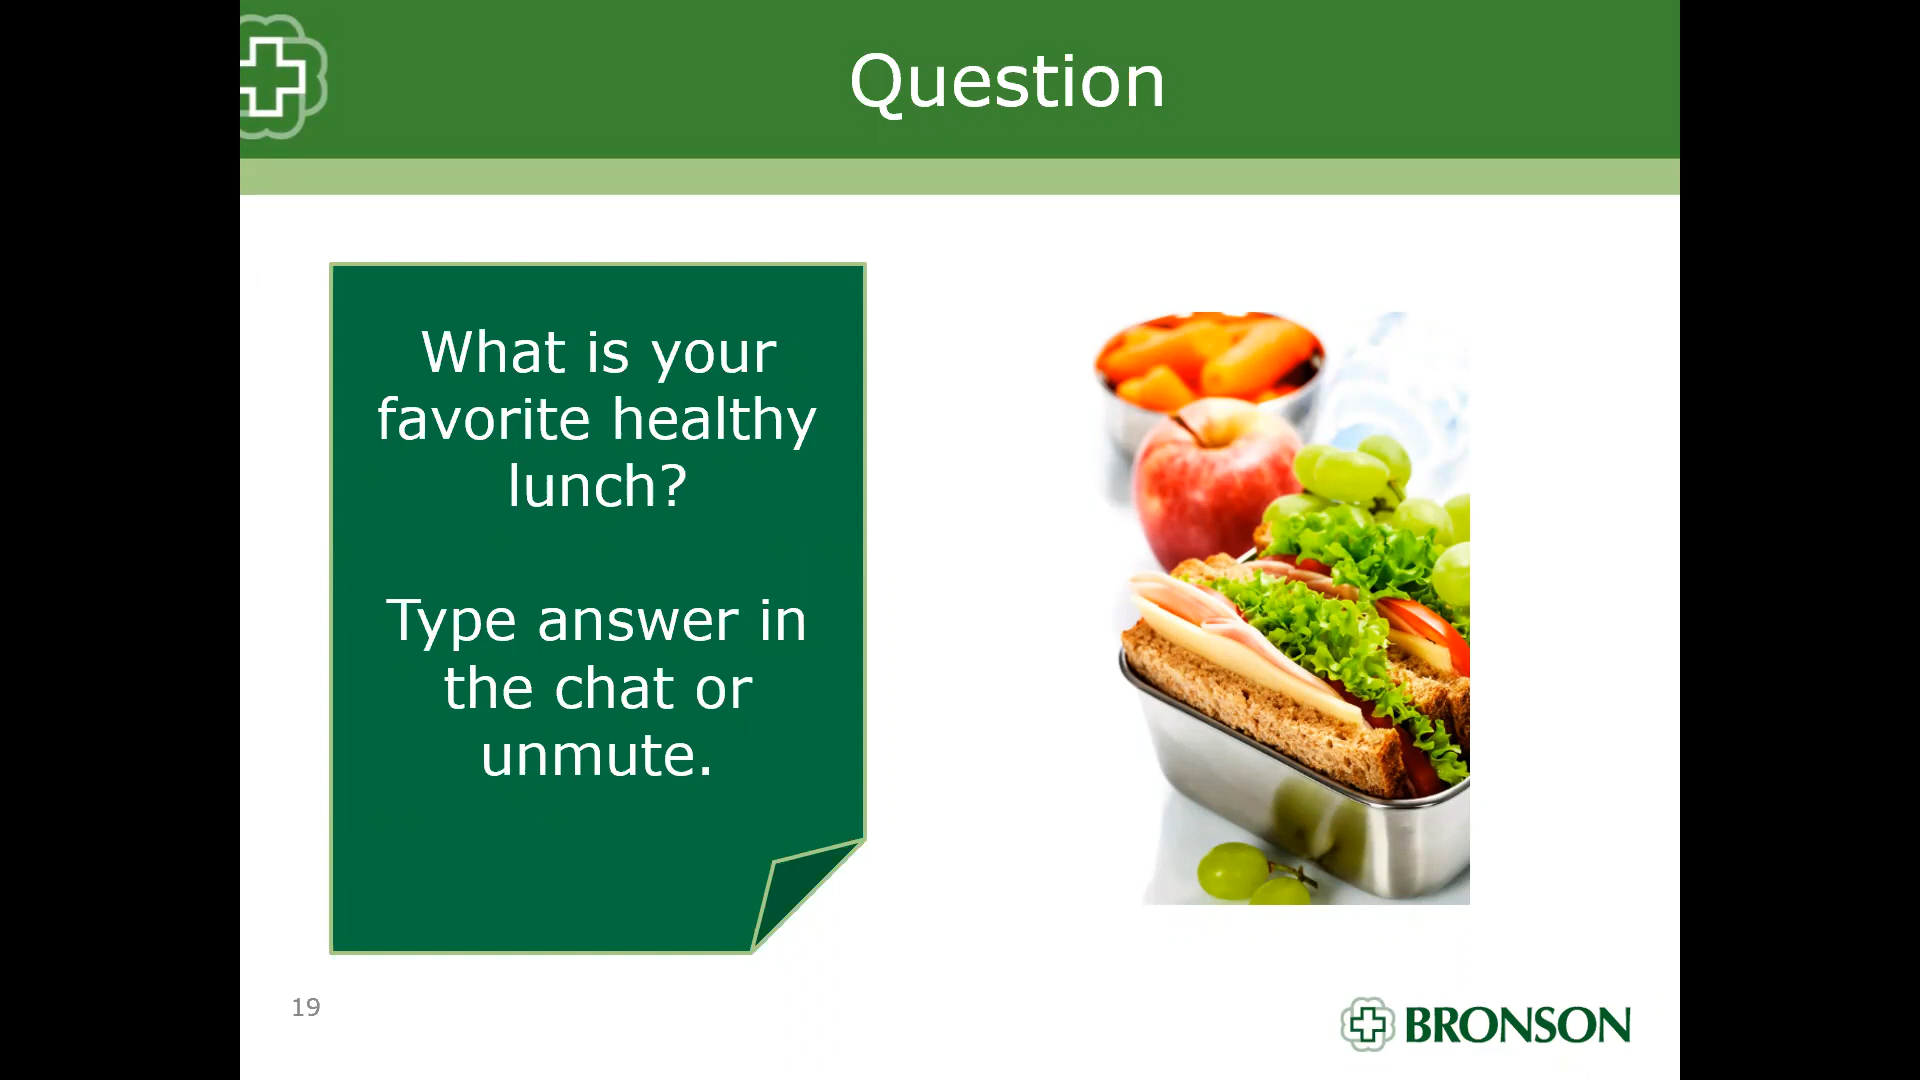 Question
What is your
favorite healthy
lunch?
Type answer in
the chat or
unmute.
19
BRONSON